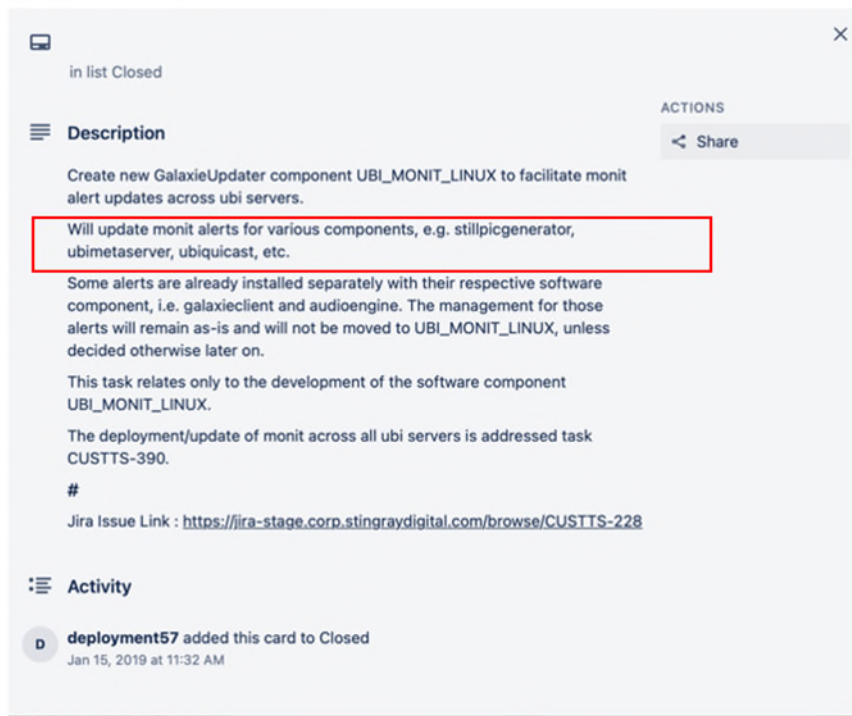 in list Closed
ACTIONS
Share
Description
Create new GalaxieUpdater component UBI_MONIT_LINUX to facilitate monit
alert updates across ubi servers.
Will update monit alerts for various components, e.g. stillpicgenerator,
ubimetaserver, ubiquicast, etc.
Some alerts are already installed separately with their respective software
component, i.e. galaxieclient and audioengine. The management for those
alerts will remain as-is and will not be moved to UBI_MONIT_LINUX, unless
decided otherwise later on.
This task relates only to the development of the software component
UBI_MONIT_LINUX.
The deployment/update of monit across all ubi servers is addressed task
CUSTTS-390.
#
Jira Issue Link : https://jira-stage.corp.stingraydigital.com/browse/CUSTTS-228
Activity
D
deployment57 added this card to Closed
Jan 15, 2019 at 11:32 AM